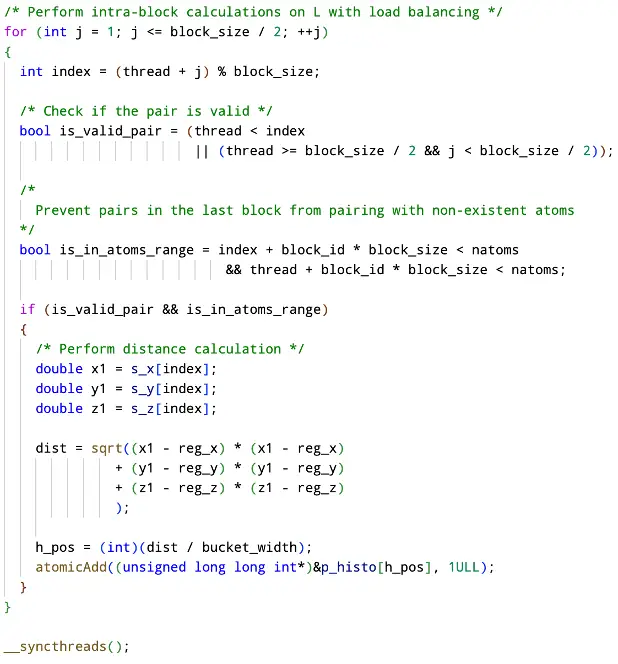 /* Perform intra-block calculations on L with load balancing */
for (int j = 1; j <= block_size / 2; ++j)
{
int index = (thread + j) % block_size;
/* Check if the pair is valid */
bool is_valid_pair = (thread < index
|| (thread >= block_size / 2 && j < block_size / 2));
/*
Prevent pairs in the last block from pairing with non-existent atoms
*/
bool is_in_atoms_range = index + block_id * block_size < natoms
&& thread + block_id * block_size < natoms;
if (is_valid_pair && is_in_atoms_range)
{
/* Perform distance calculation */
double x1 = s_x[index];
double y1 = s_y[index];
double z1 = s_z[index];
dist = sqrt((x1 - reg_x) * (x1 - reg_x)
+ (y1 - reg_y) * (y1 - reg_y)
+ (z1 - reg_z) * (z1 - reg_z)
);
h_pos = (int)(dist / bucket_width);
atomicAdd((unsigned long long int*)&p_histo[h_pos], 1ULL);
}
}
__syncthreads();